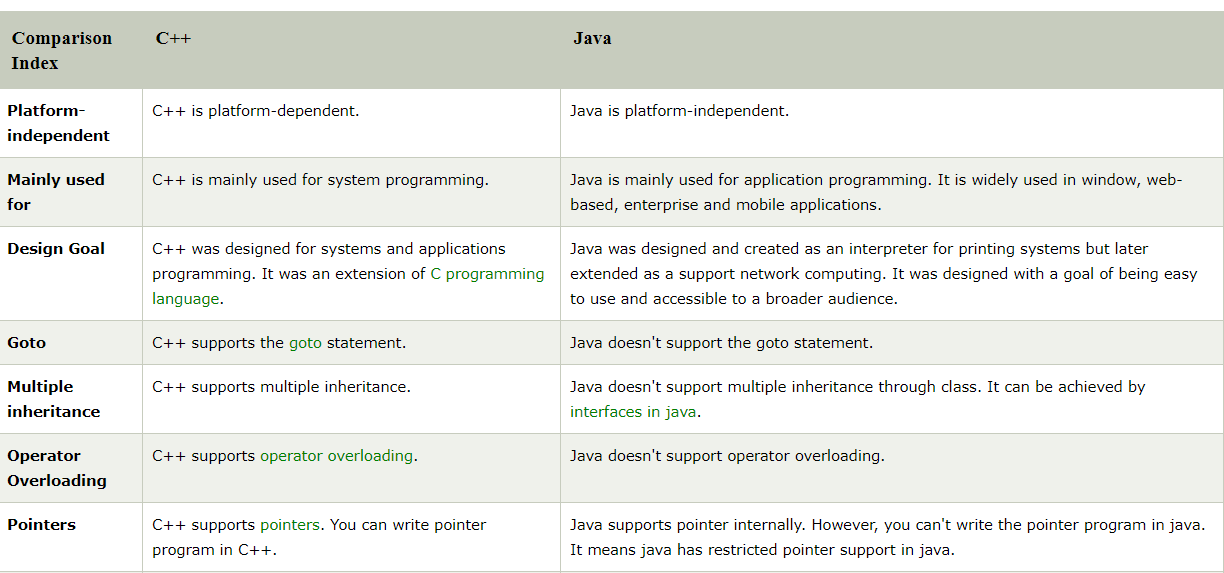 Comparison Index C++ Java
Platform-independent C++ is platform-dependent. Java is platform-independent.
Mainly used for C++ is mainly used for system programming. Java is mainly used for application programming. It is widely used in window, web-based, enterprise and mobile applications.
Design Goal C++ was designed for systems and applications programming. It was an extension of C programming language. Java was designed and created as an interpreter for printing systems but later extended as a support network computing. It was designed with a goal of being easy to use and accessible to a broader audience.
Goto C++ supports the goto statement. Java doesn't support the goto statement.
Multiple inheritance C++ supports multiple inheritance. Java doesn't support multiple inheritance through class. It can be achieved by interfaces in java.
Operator Overloading C++ supports operator overloading. Java doesn't support operator overloading.
Pointers C++ supports pointers. You can write pointer program in C++. Java supports pointer internally. However, you can't write the pointer program in java. It means java has restricted pointer support in java.